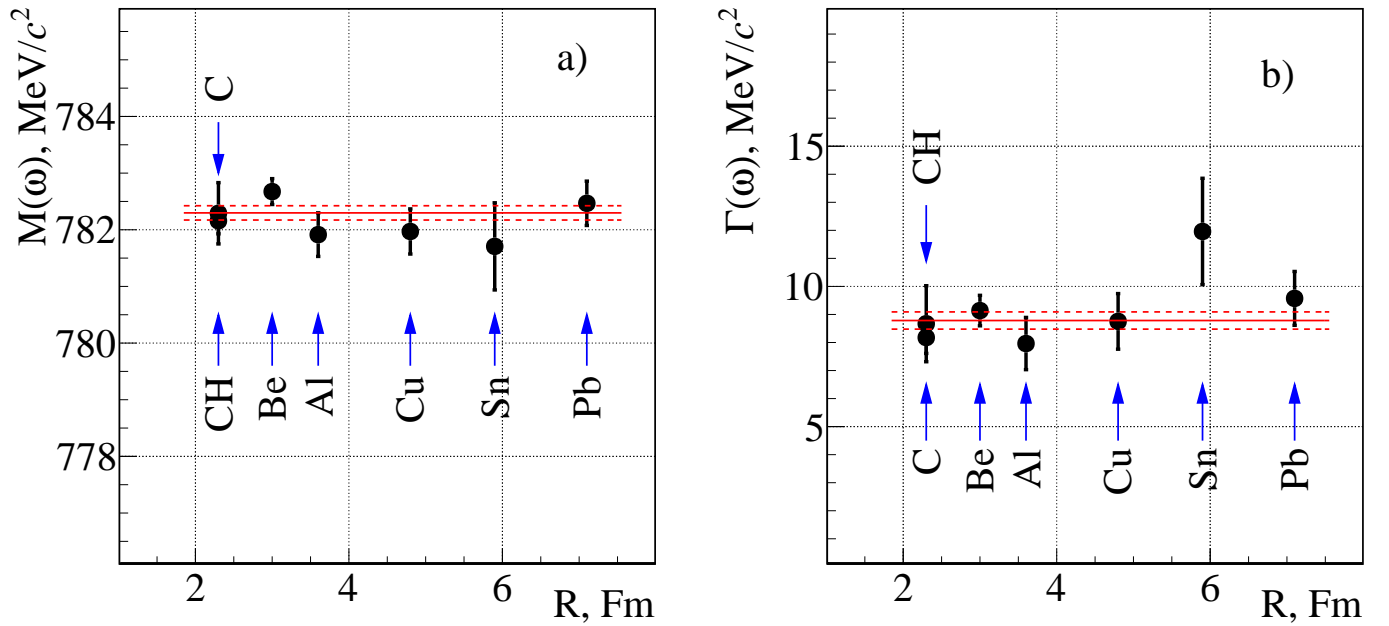 M(ω), MeV/c²
a)
C
784
782
780
778
CH
Be
Al
Cu
Sn
Pb
2
4
6
R, Fm
Γ(ω), MeV/c²
b)
CH
15
10
5
C
Be
Al
Cu
Sn
Pb
2
4
6
R, Fm